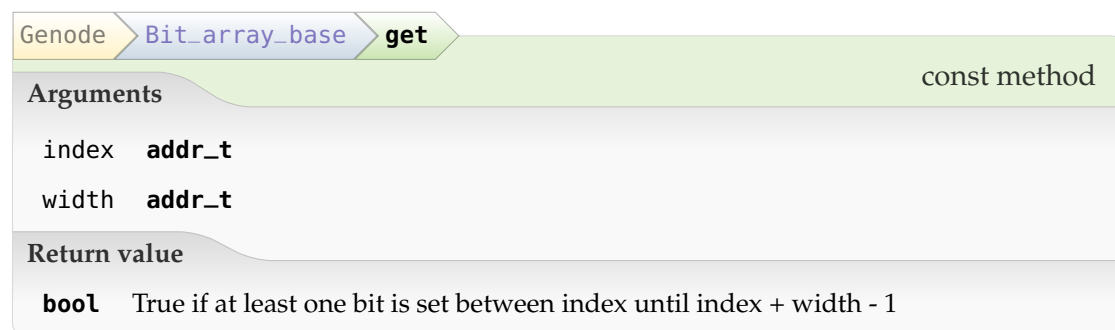 Genode Bit_array_base get
const method
Arguments
index addr_t
width addr_t
Return value
bool True if at least one bit is set between index until index + width - 1